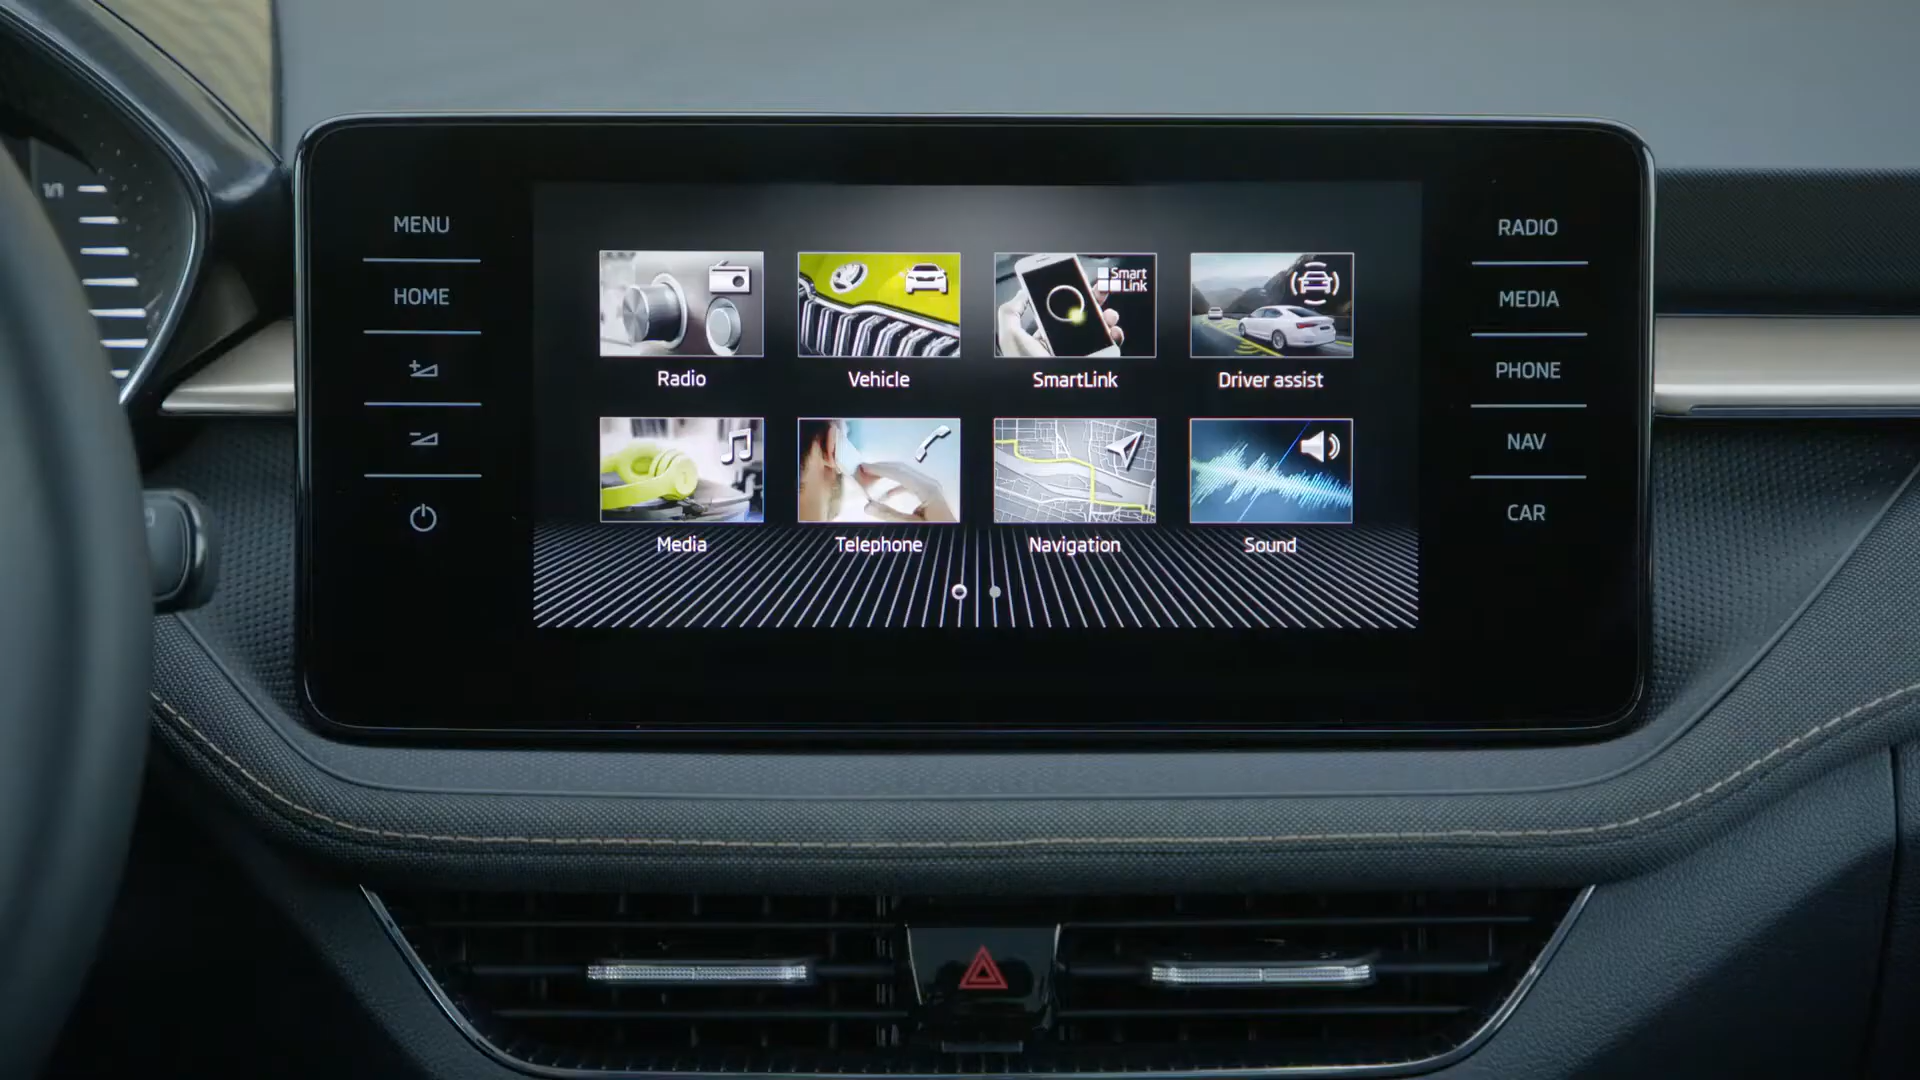 MENU
HOME
RADIO
MEDIA
PHONE
NAV
CAR
Smart
Link
Radio
Vehicle
SmartLink
Driver assist
Media
Telephone
Navigation
Sound